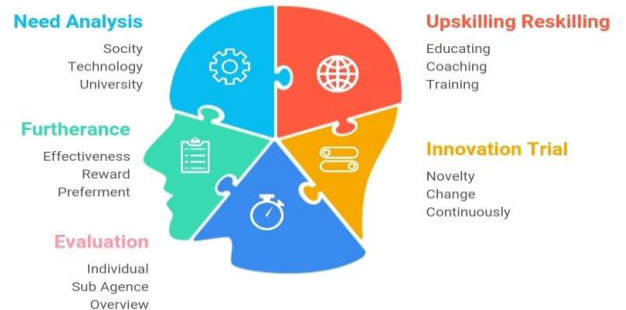 Need Analysis
Socity
Technology
University
Furtherance
Effectiveness
Reward
Preferment
Evaluation
Individual
Sub Agence
Overview
Upskilling Reskilling
Educating
Coaching
Training
Innovation Trial
Novelty
Change
Continuously